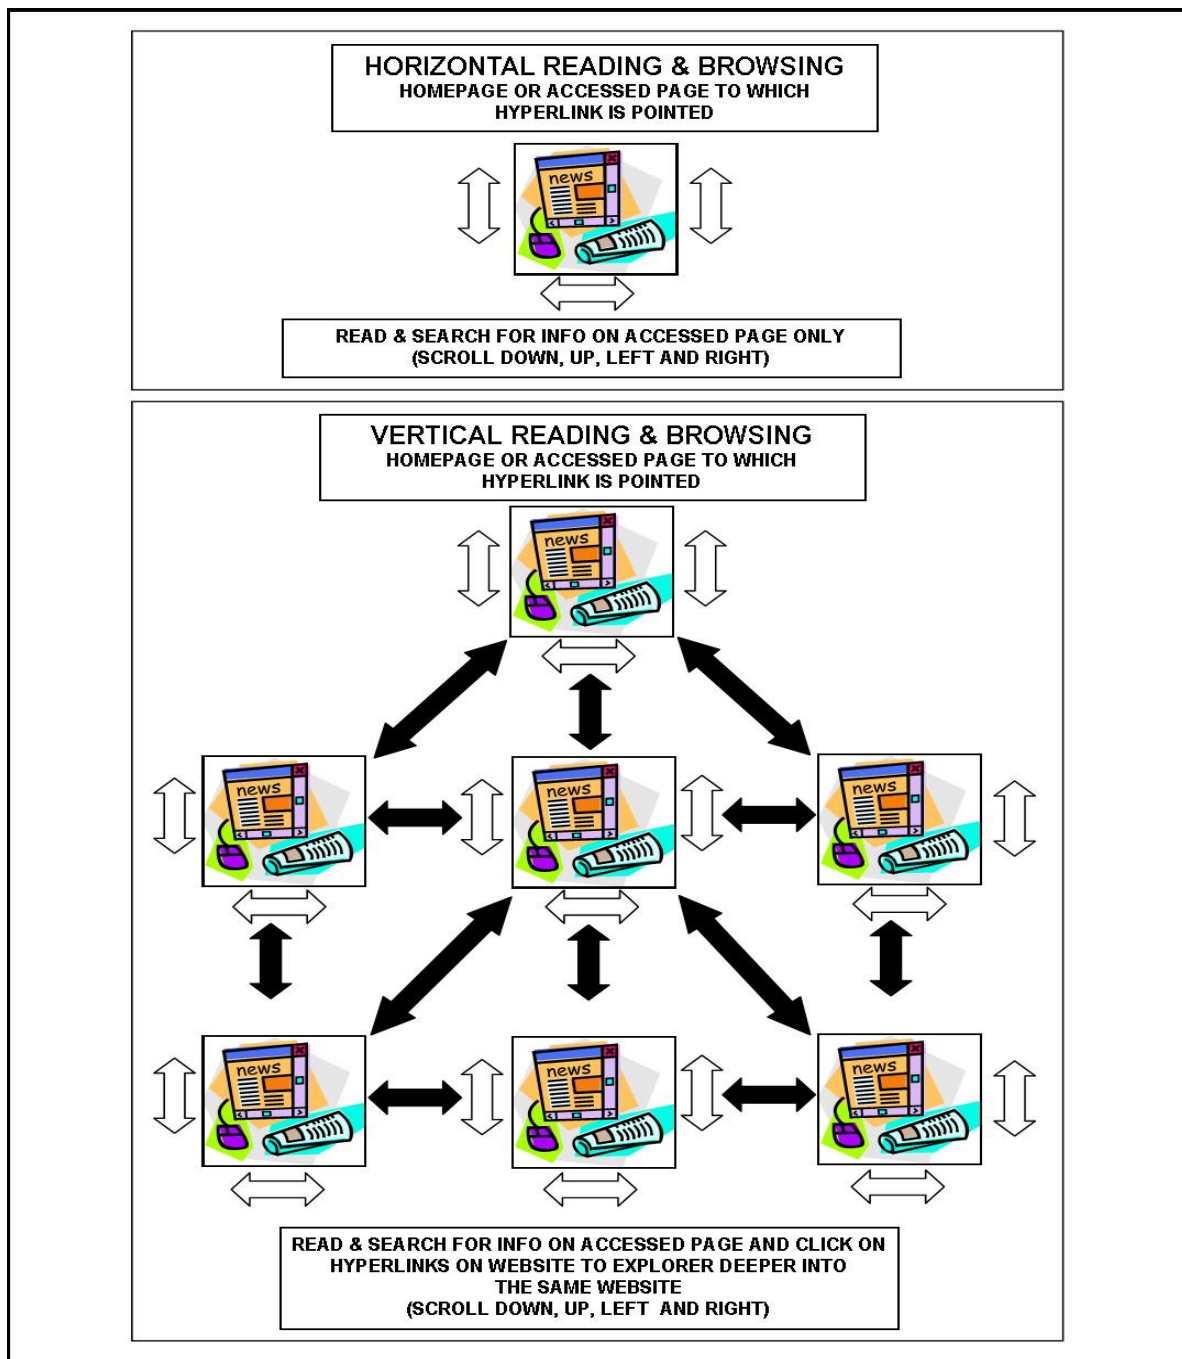 HORIZONTAL READING & BROWSING
HOMEPAGE OR ACCESSED PAGE TO WHICH
HYPERLINK IS POINTED
news
READ & SEARCH FOR INFO ON ACCESSED PAGE ONLY
(SCROLL DOWN, UP, LEFT AND RIGHT)
VERTICAL READING & BROWSING
HOMEPAGE OR ACCESSED PAGE TO WHICH
HYPERLINK IS POINTED
news
news
news
news
news
news
news
READ & SEARCH FOR INFO ON ACCESSED PAGE AND CLICK ON
HYPERLINKS ON WEBSITE TO EXPLORER DEEPER INTO
THE SAME WEBSITE
(SCROLL DOWN, UP, LEFT AND RIGHT)